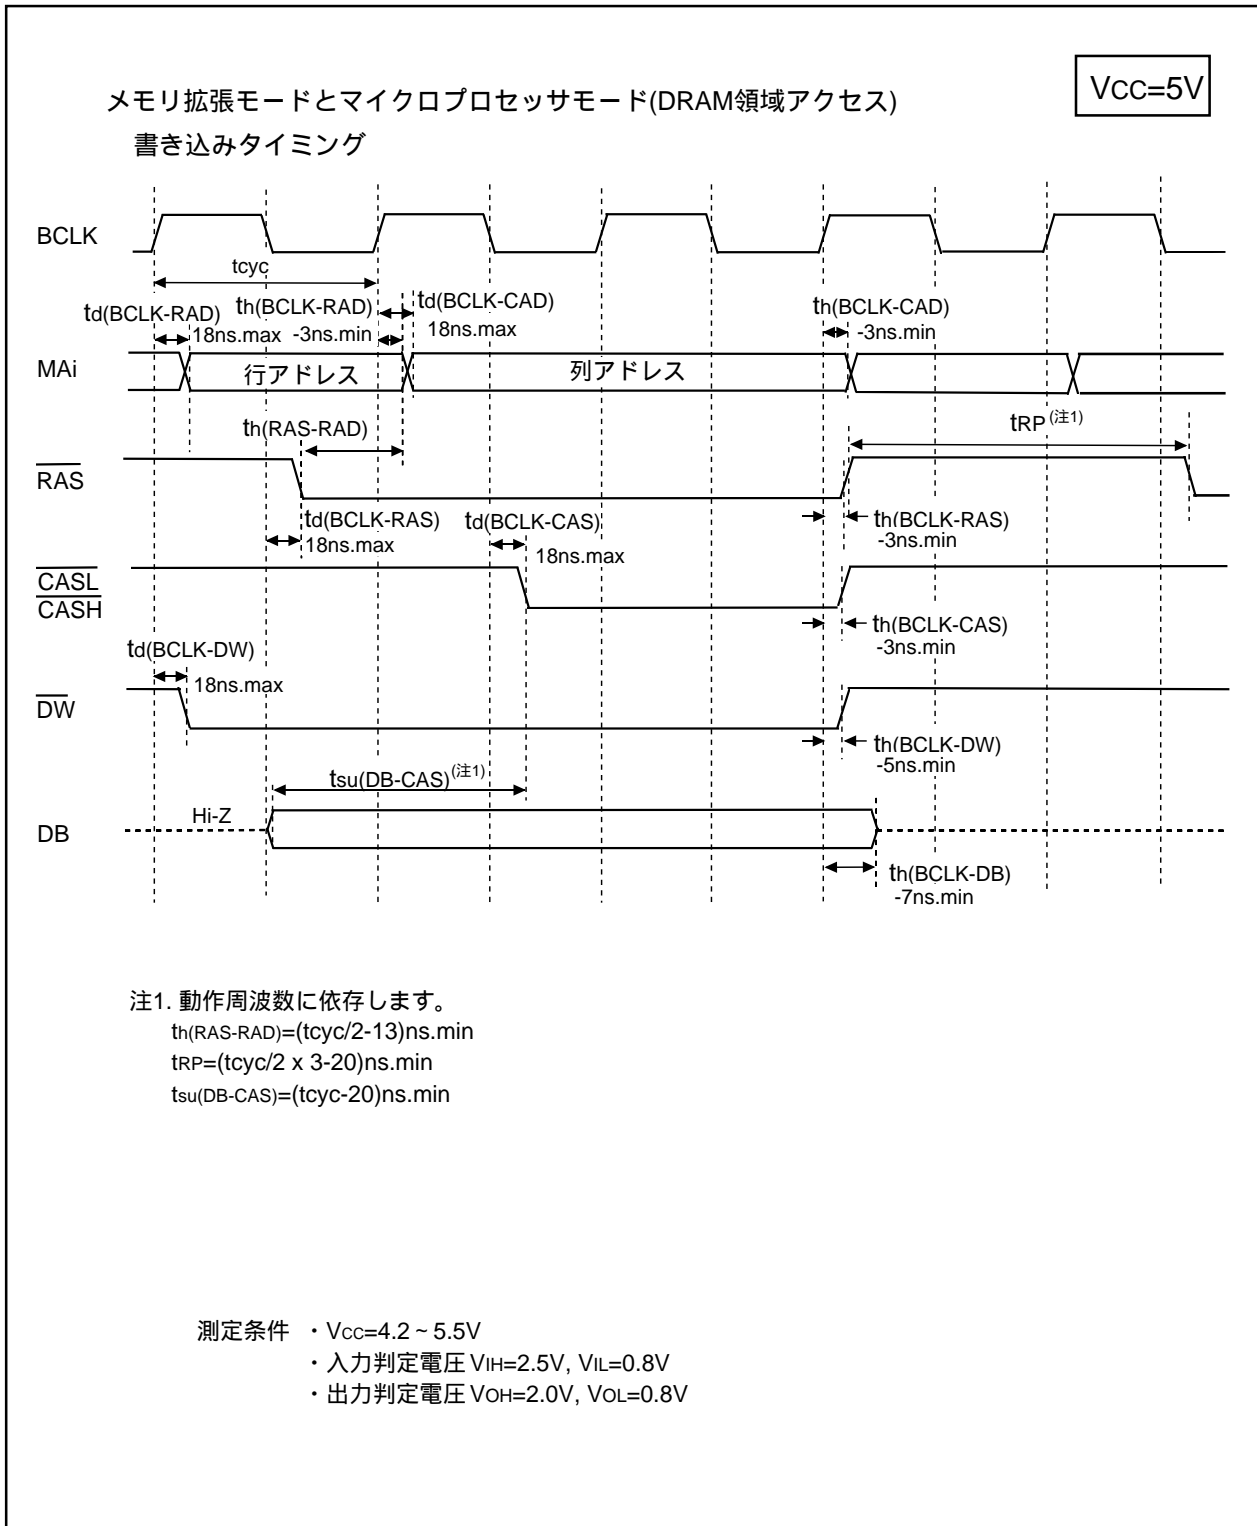 VCC=5V
メモリ拡張モードとマイクロプロセッサモード(DRAM領域アクセス)
書き込みタイミング
BCLK
tcyc
td(BCLK-RAD)
18ns.max
th(BCLK-RAD)
-3ns.min
td(BCLK-CAD)
18ns.max
th(BCLK-CAD)
-3ns.min
MAi
行アドレス
列アドレス
th(RAS-RAD)
tRP(注1)
RAS
td(BCLK-RAS)
18ns.max
td(BCLK-CAS)
18ns.max
th(BCLK-RAS)
-3ns.min
CASL
CASH
th(BCLK-CAS)
-3ns.min
td(BCLK-DW)
18ns.max
DW
th(BCLK-DW)
-5ns.min
tsu(DB-CAS)(注1)
Hi-Z
DB
th(BCLK-DB)
-7ns.min
注1. 動作周波数に依存します。
th(RAS-RAD)=(tcyc/2-13)ns.min
tRP=(tcyc/2 x 3-20)ns.min
tsu(DB-CAS)=(tcyc-20)ns.min
測定条件 ・VCC=4.2～5.5V
・入力判定電圧 VIH=2.5V, VIL=0.8V
・出力判定電圧 VOH=2.0V, VOL=0.8V